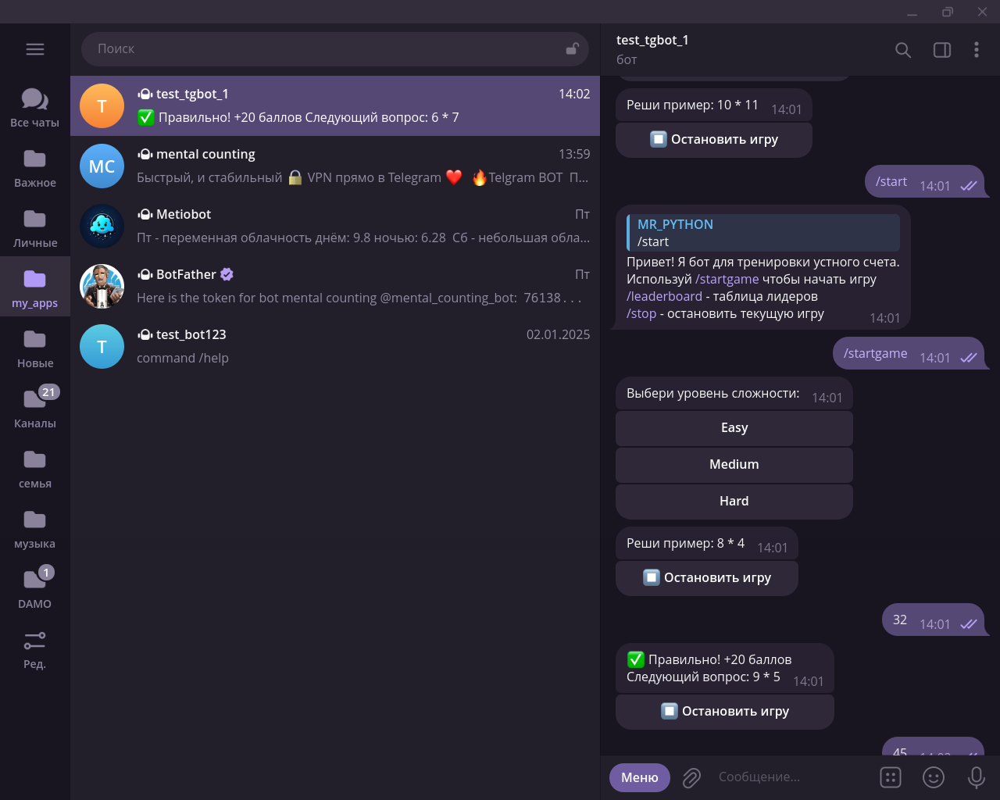 Поиск
Все чаты
Важное
Личные
my_apps
Новые
21
Каналы
семья
музыка
1
DAMO
Ред.
T
test_tgbot_1
14:02
✅ Правильно! +20 баллов Следующий вопрос: 6 * 7
MC
mental counting
13:59
Быстрый, и стабильный 🔒 VPN прямо в Telegram ❤️ 🔥Telgram BOT П...
Metiobot
Пт
Пт - переменная облачность днём: 9.8 ночью: 6.28 Сб - небольшая обла...
BotFather
Пт
Here is the token for bot mental counting @mental_counting_bot: 76138...
T
test_bot123
02.01.2025
command /help
test_tgbot_1
бот
Реши пример: 10 * 11 14:01
⏹️ Остановить игру
/start 14:01
MR_PYTHON
/start
Привет! Я бот для тренировки устного счета.
Используй /startgame чтобы начать игру
/leaderboard - таблица лидеров
/stop - остановить текущую игру 14:01
/startgame 14:01
Выбери уровень сложности: 14:01
Easy
Medium
Hard
Реши пример: 8 * 4 14:01
⏹️ Остановить игру
32 14:01
✅ Правильно! +20 баллов
Следующий вопрос: 9 * 5 14:01
⏹️ Остановить игру
45
Меню
Сообщение...